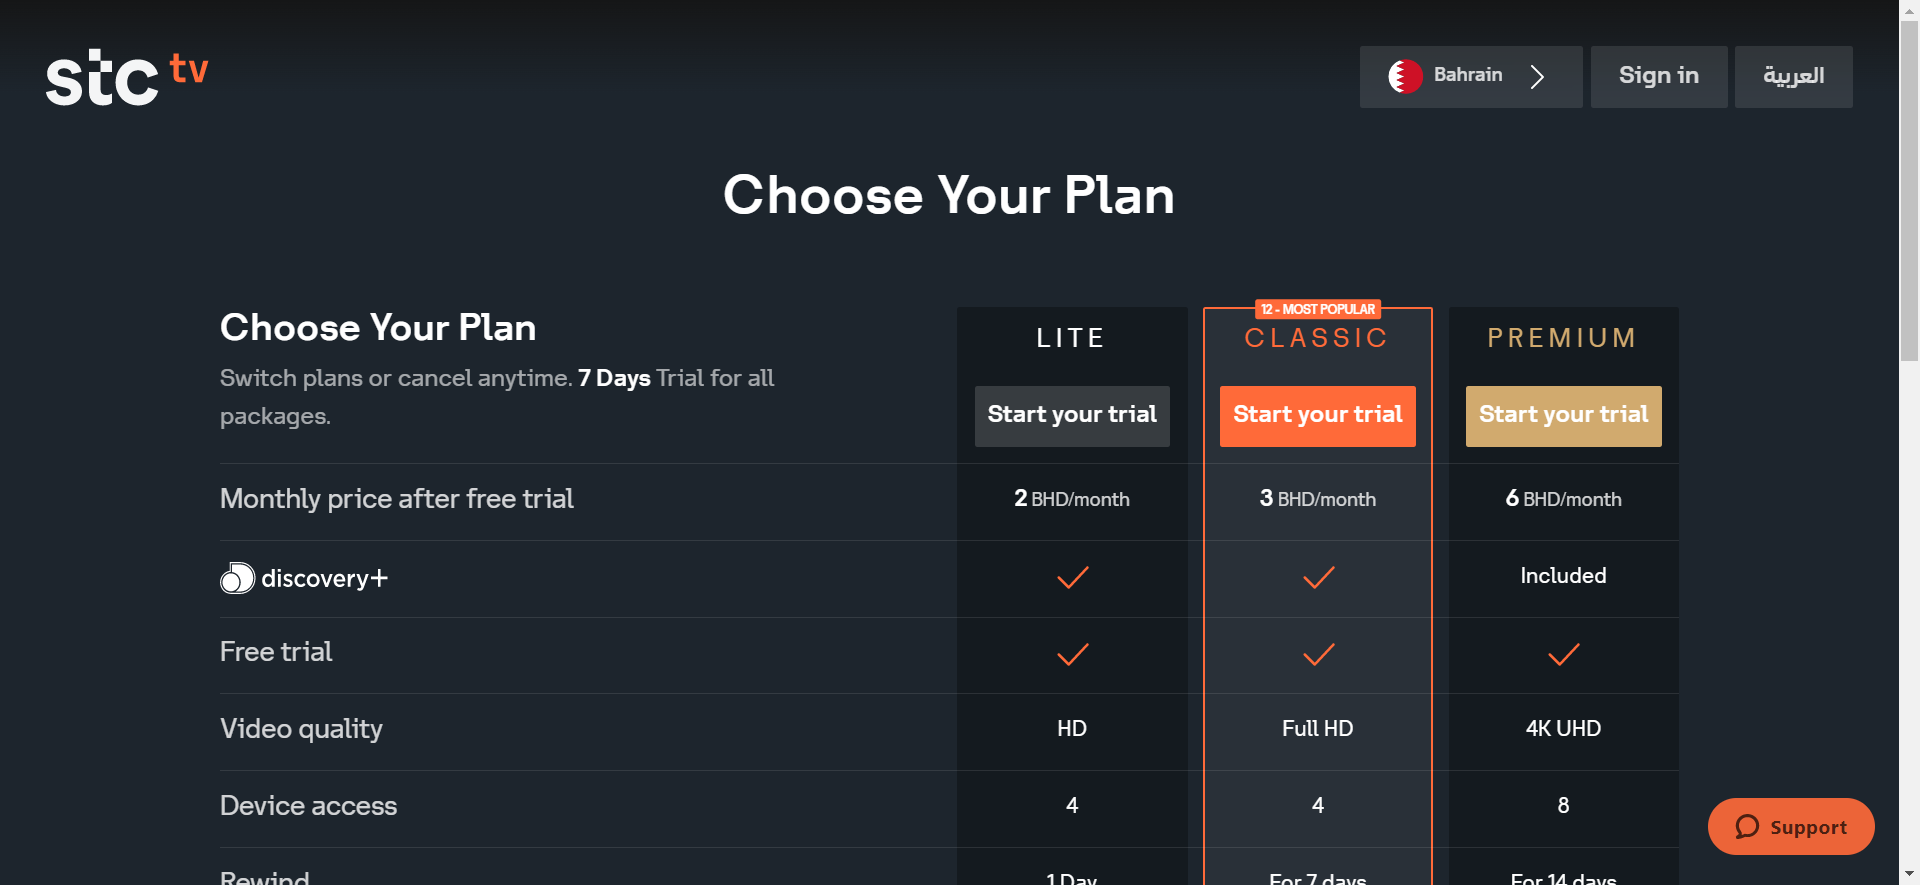 stc tv
Bahrain
Sign in
العربية
Choose Your Plan
Choose Your Plan
Switch plans or cancel anytime. 7 Days Trial for all
packages.
LITE
12 - MOST POPULAR
CLASSIC
PREMIUM
Start your trial
Start your trial
Start your trial
Monthly price after free trial
2 BHD/month
3 BHD/month
6 BHD/month
discovery+
Included
Free trial
Video quality
HD
Full HD
4K UHD
Device access
4
4
8
Support
Rewind
1 Day
For 7 days
For 14 days